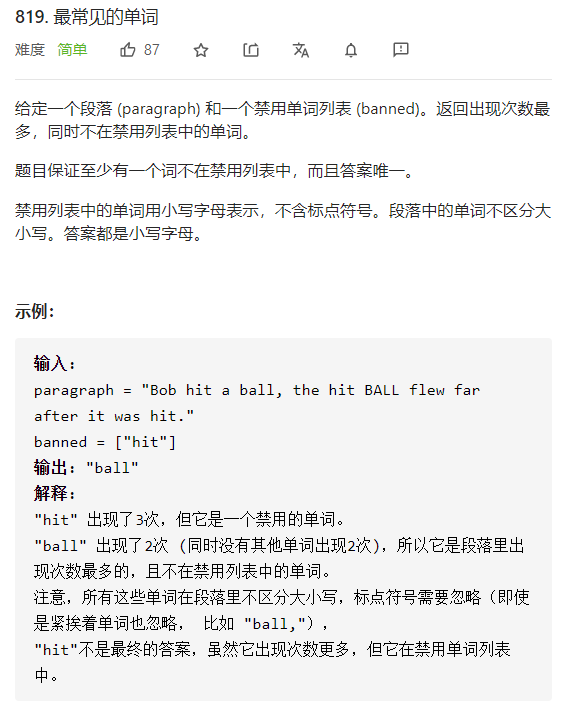 819. 最常见的单词
难度 简单 87
给定一个段落 (paragraph) 和一个禁用单词列表 (banned)。返回出现次数最
多，同时不在禁用列表中的单词。
题目保证至少有一个词不在禁用列表中，而且答案唯一。
禁用列表中的单词用小写字母表示，不含标点符号。段落中的单词不区分大
小写。答案都是小写字母。
示例：
输入：
paragraph = "Bob hit a ball, the hit BALL flew far
after it was hit."
banned = ["hit"]
输出："ball"
解释：
"hit" 出现了3次，但它是一个禁用的单词。
"ball" 出现了2次 (同时没有其他单词出现2次)，所以它是段落里出
现次数最多的，且不在禁用列表中的单词。
注意，所有这些单词在段落里不区分大小写，标点符号需要忽略（即使
是紧挨着单词也忽略， 比如 "ball,"），
"hit"不是最终的答案，虽然它出现次数更多，但它在禁用单词列表
中。